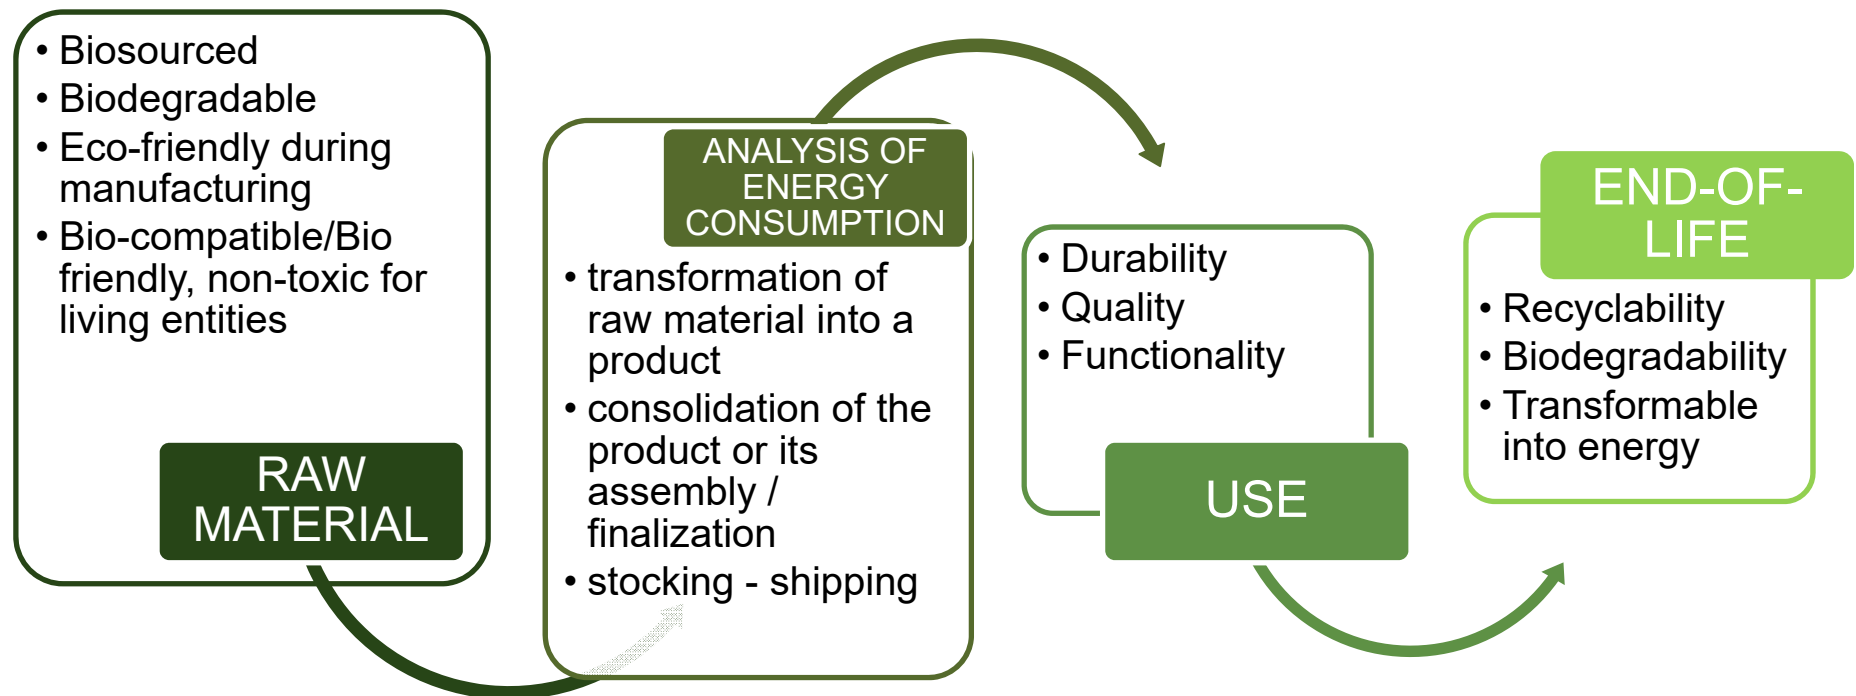 • Biosourced
• Biodegradable
• Eco-friendly during
manufacturing
• Bio-compatible/Bio
friendly, non-toxic for
living entities
RAW
MATERIAL
ANALYSIS OF
ENERGY
CONSUMPTION
• transformation of
raw material into a
product
• consolidation of the
product or its
assembly /
finalization
• stocking - shipping
• Durability
• Quality
• Functionality
USE
END-OF-
LIFE
• Recyclability
• Biodegradability
• Transformable
into energy